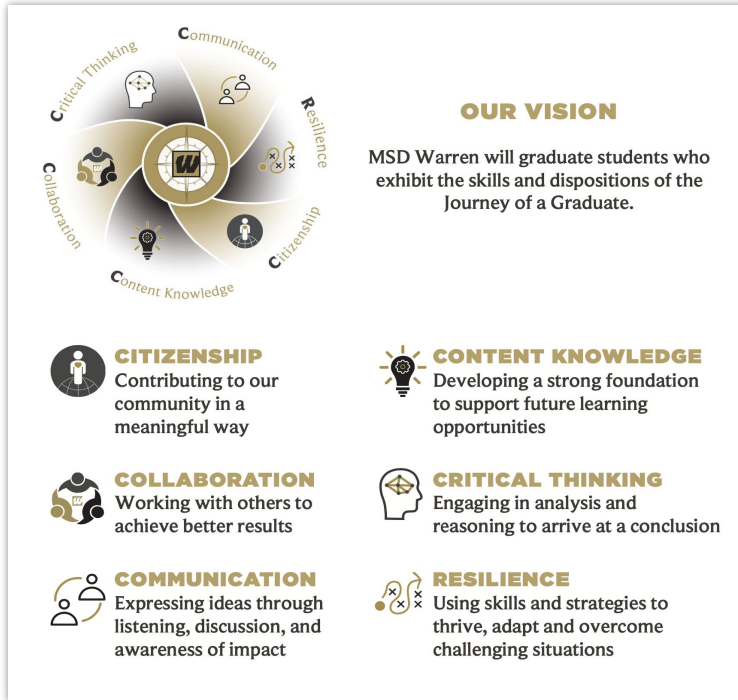 Critical Thinking
Communication
Resilience
Collaboration
Citizenship
Content Knowledge
W
OUR VISION
MSD Warren will graduate students who
exhibit the skills and dispositions of the
Journey of a Graduate.
CITIZENSHIP
Contributing to our
community in a
meaningful way
CONTENT KNOWLEDGE
Developing a strong foundation
to support future learning
opportunities
COLLABORATION
Working with others to
achieve better results
CRITICAL THINKING
Engaging in analysis and
reasoning to arrive at a conclusion
COMMUNICATION
Expressing ideas through
listening, discussion, and
awareness of impact
RESILIENCE
Using skills and strategies to
thrive, adapt and overcome
challenging situations